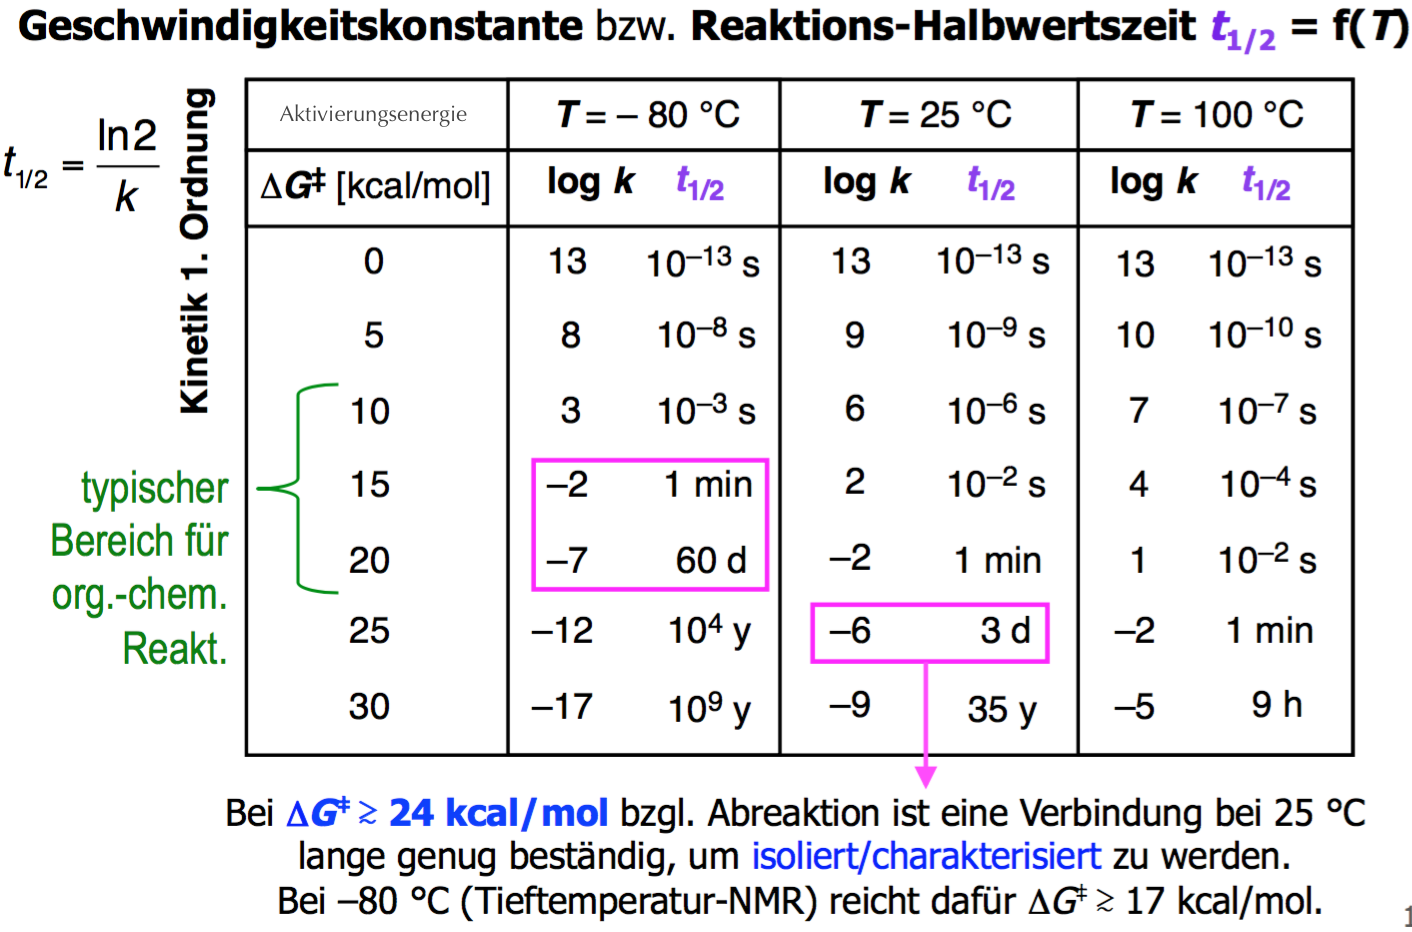 Geschwindigkeitskonstante bzw. Reaktions-Halbwertszeit t1/2 = f(T)
t1/2 = ln2 / k
Kinetik 1. Ordnung
Aktivierungsenergie T = – 80 °C T = 25 °C T = 100 °C
ΔG‡ [kcal/mol] log k t1/2 log k t1/2 log k t1/2
0 13 10–13 s 13 10–13 s 13 10–13 s
5 8 10–8 s 9 10–9 s 10 10–10 s
10 3 10–3 s 6 10–6 s 7 10–7 s
15 –2 1 min 2 10–2 s 4 10–4 s
20 –7 60 d –2 1 min 1 10–2 s
25 –12 104 y –6 3 d –2 1 min
30 –17 109 y –9 35 y –5 9 h
typischer
Bereich für
org.-chem.
Reakt.
Bei ΔG‡ ≳ 24 kcal/mol bzgl. Abreaktion ist eine Verbindung bei 25 °C
lange genug beständig, um isoliert/charakterisiert zu werden.
Bei –80 °C (Tieftemperatur-NMR) reicht dafür ΔG‡ ≳ 17 kcal/mol.
1